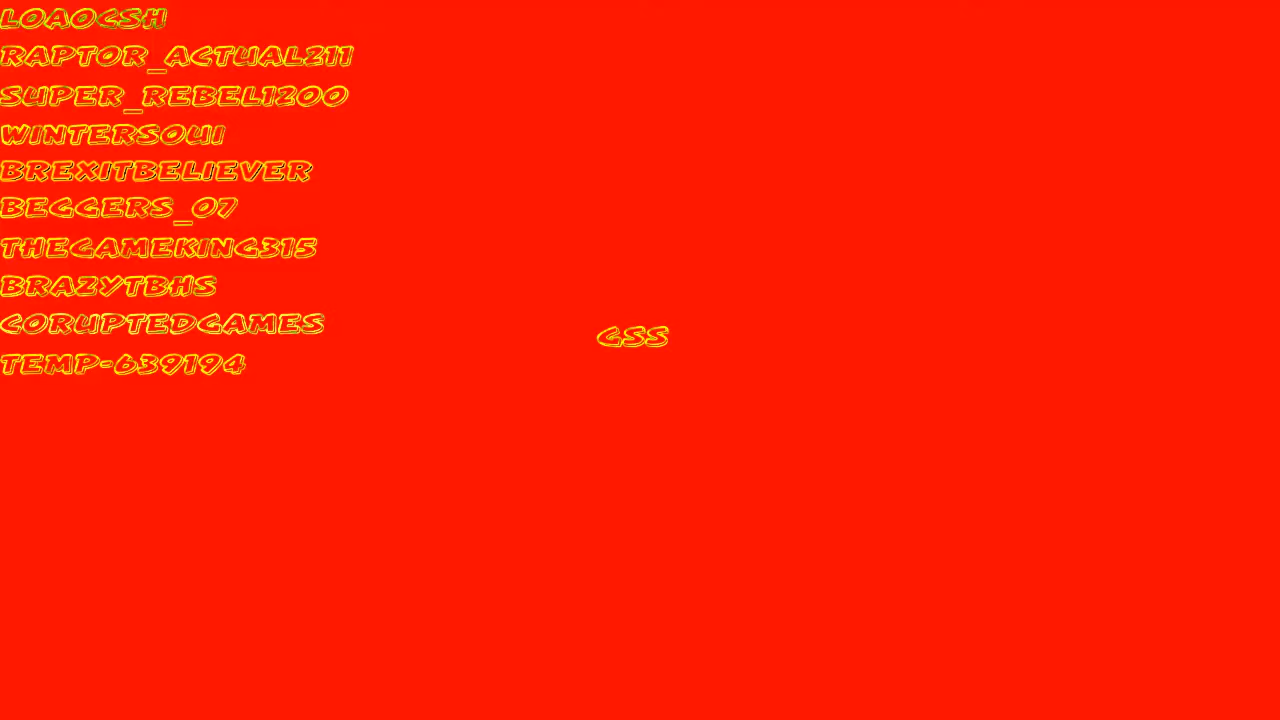 LOAOCSH
RAPTOR_ACTUAL211
SUPER_REBEL1200
WINTERSOUI
BREXITBELIEVER
BEGGERS_07
THEGAMEKING315
BRAZYTBHS
CORUPTEDGAMES
GSS
TEMP-639194